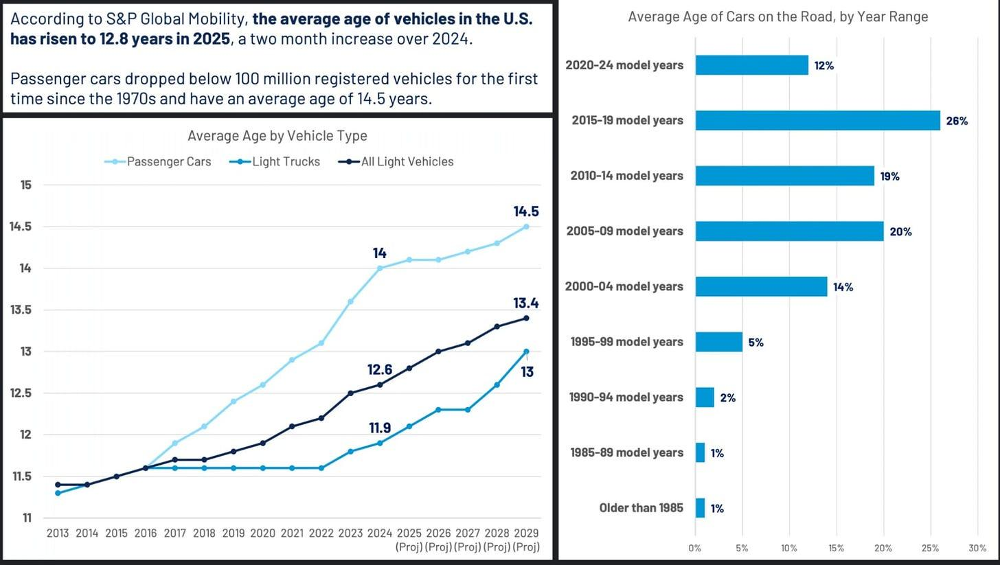 According to S&P Global Mobility, the average age of vehicles in the U.S.
has risen to 12.8 years in 2025, a two month increase over 2024.
Passenger cars dropped below 100 million registered vehicles for the first
time since the 1970s and have an average age of 14.5 years.
Average Age by Vehicle Type
Passenger Cars Light Trucks All Light Vehicles
15
14.5
14
13.5
13
12.5
12
11.5
11
14.5
14
13.4
12.6
13
11.9
2013 2014 2015 2016 2017 2018 2019 2020 2021 2022 2023 2024 2025 2026 2027 2028 2029
(Proj) (Proj) (Proj) (Proj) (Proj)
Average Age of Cars on the Road, by Year Range
2020-24 model years 12%
2015-19 model years 26%
2010-14 model years 19%
2005-09 model years 20%
2000-04 model years 14%
1995-99 model years 5%
1990-94 model years 2%
1985-89 model years 1%
Older than 1985 1%
0% 5% 10% 15% 20% 25% 30%